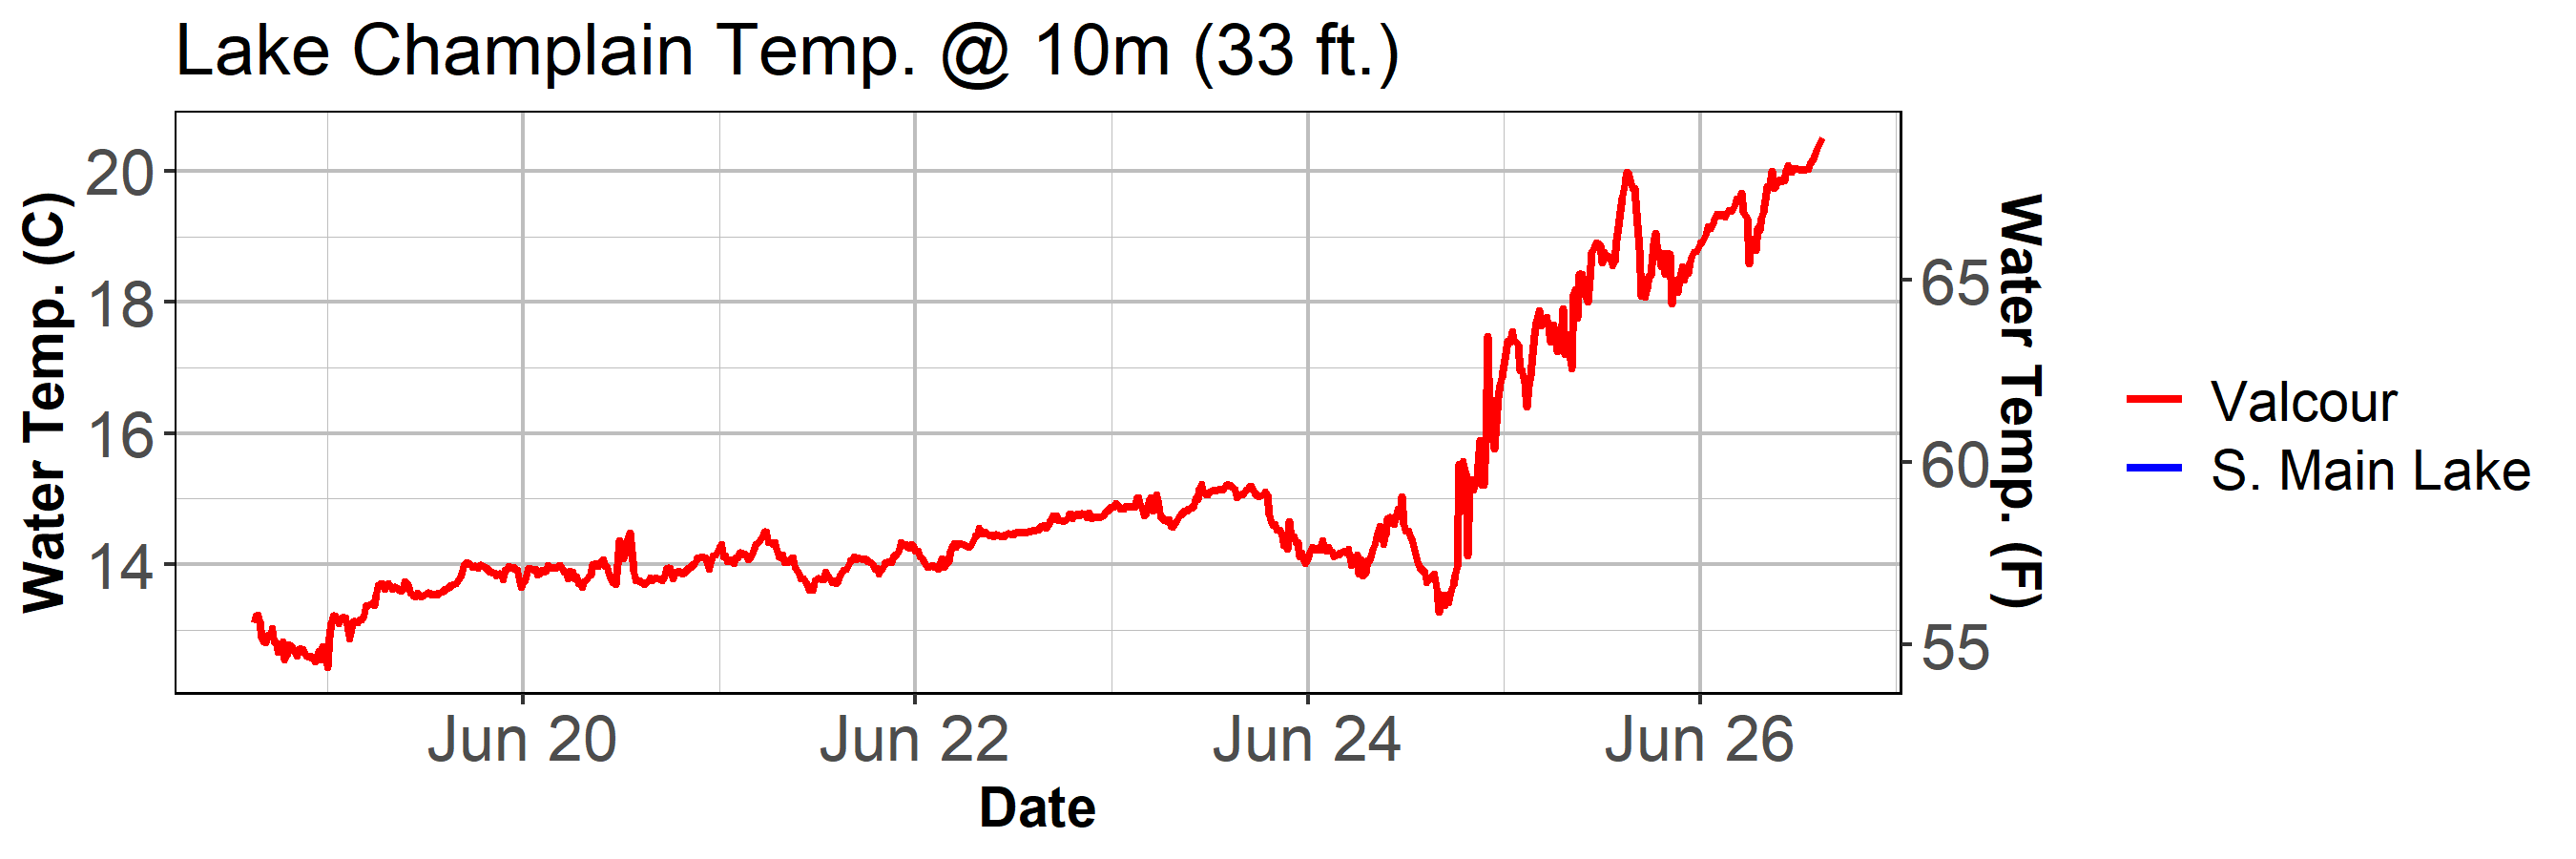 Lake Champlain Temp. @ 10m (33 ft.)
Water Temp. (C)
20
18
16
14
65
60
55
Water Temp. (F)
Jun 20
Jun 22
Jun 24
Jun 26
Date
Valcour
S. Main Lake